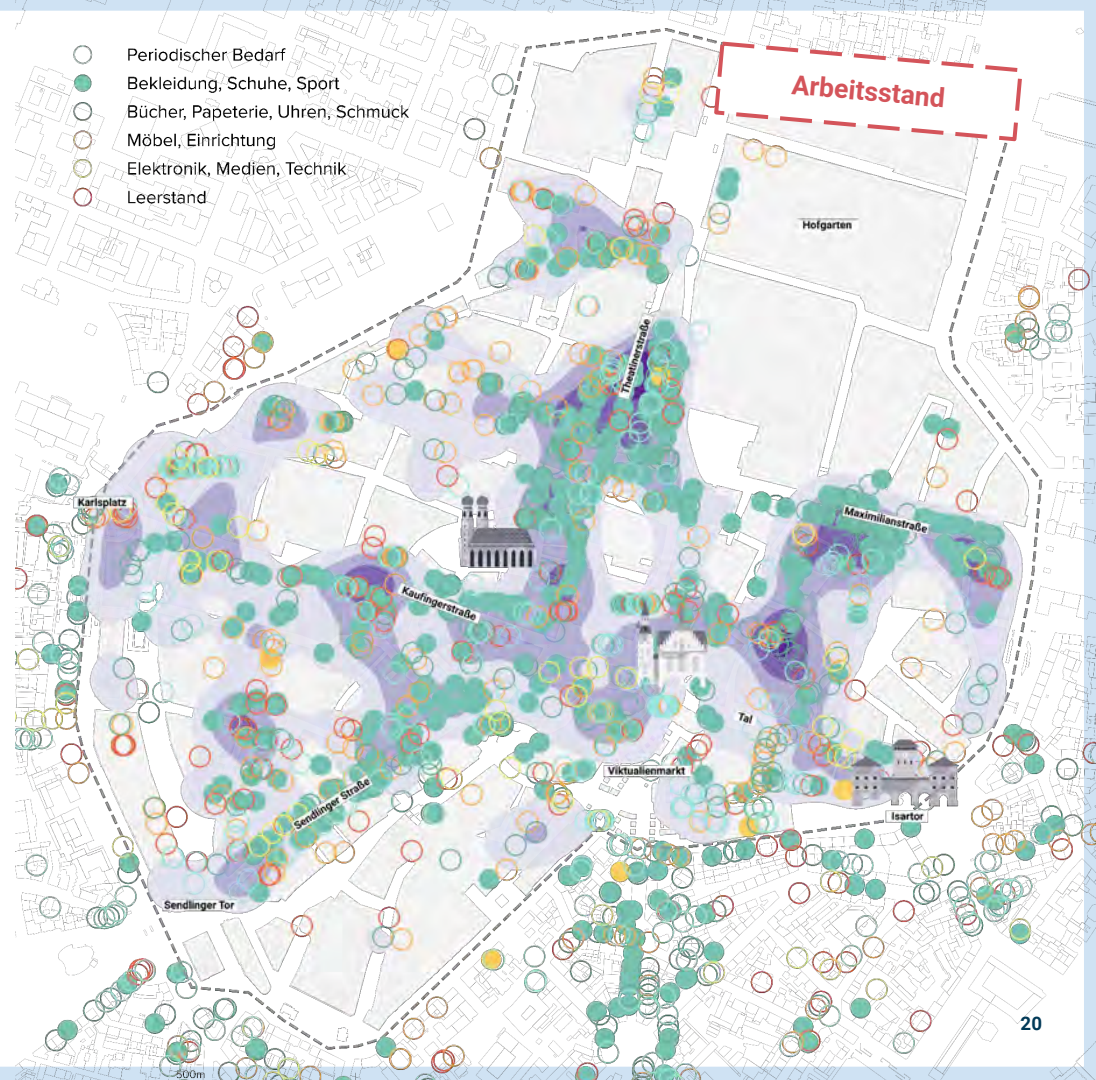 Periodischer Bedarf
Bekleidung, Schuhe, Sport
Bücher, Papeterie, Uhren, Schmuck
Möbel, Einrichtung
Elektronik, Medien, Technik
Leerstand
Arbeitsstand
Hofgarten
Theatinerstraße
Karlsplatz
Maximilianstraße
Kaufingerstraße
Tal
Viktualienmarkt
Sendlinger Straße
Isartor
Sendlinger Tor
20
500m